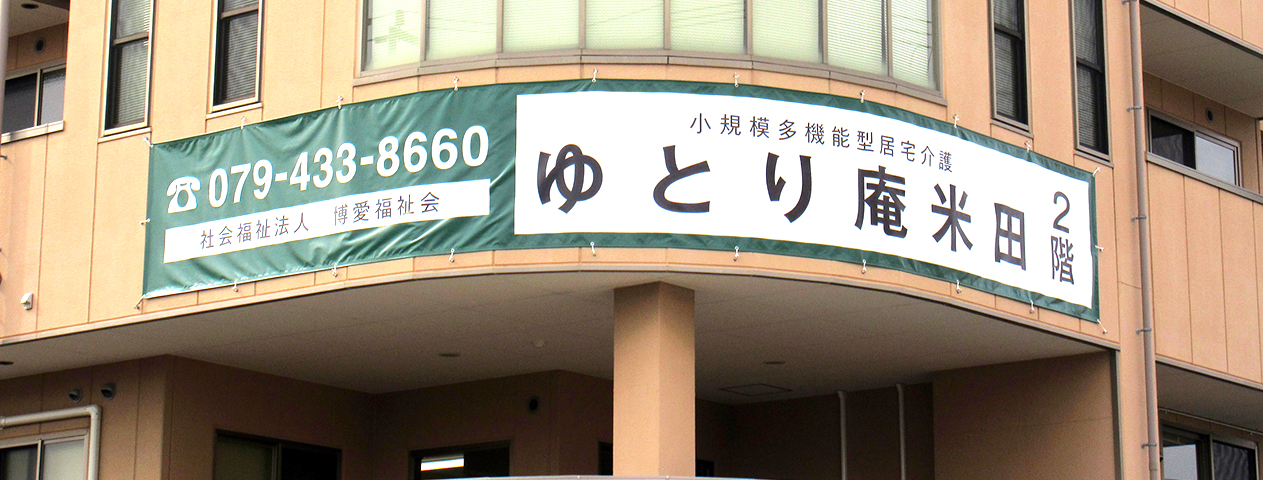 ☎079-433-8660
社会福祉法人 博愛福祉会
小規模多機能型居宅介護
ゆとり庵米田2階